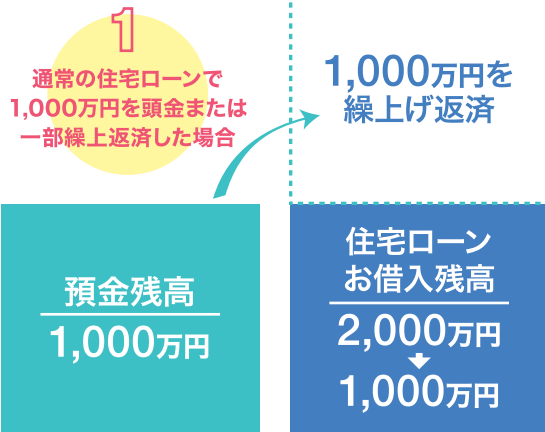 1
通常の住宅ローンで
1,000万円を頭金または
一部繰上返済した場合
1,000万円を
繰上げ返済
預金残高
1,000万円
住宅ローン
お借入残高
2,000万円
1,000万円